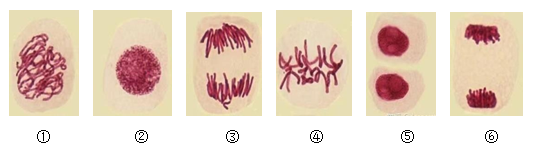 ① ② ③ ④ ⑤ ⑥